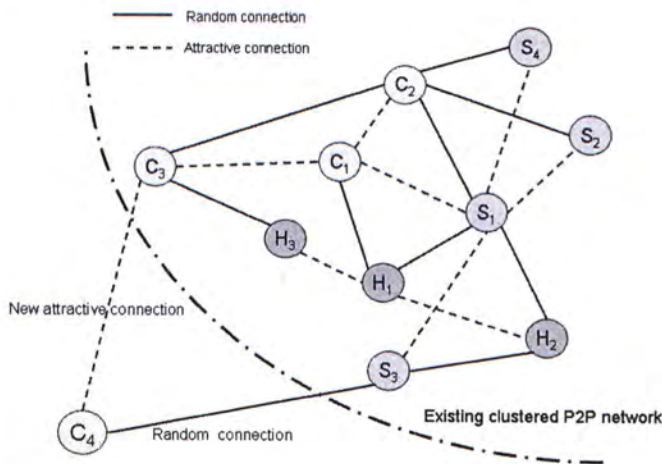 Random connection
Attractive connection
S4
C2
S2
C3
C1
S1
H3
H1
New attractive connection
H2
S3
Existing clustered P2P network
C4
Random connection